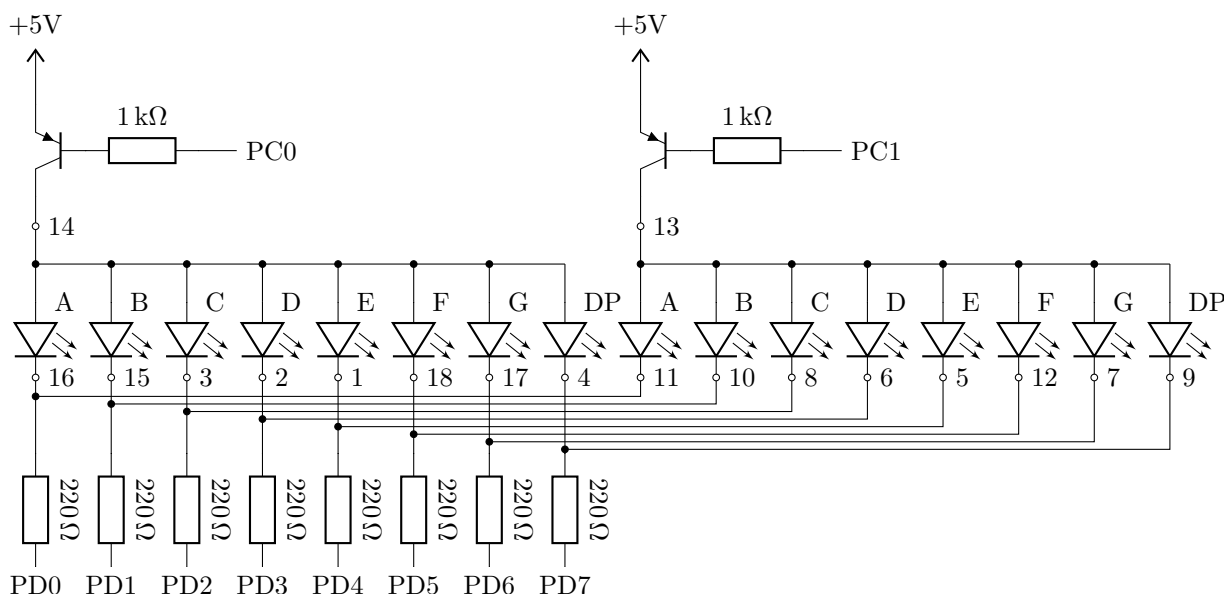 +5V +5V
1 kΩ 1 kΩ
PC0 PC1
14 13
A B C D E F G DP A B C D E F G DP
16 15 3 2 1 18 17 4 11 10 8 6 5 12 7 9
220 Ω 220 Ω 220 Ω 220 Ω 220 Ω 220 Ω 220 Ω 220 Ω
PD0 PD1 PD2 PD3 PD4 PD5 PD6 PD7